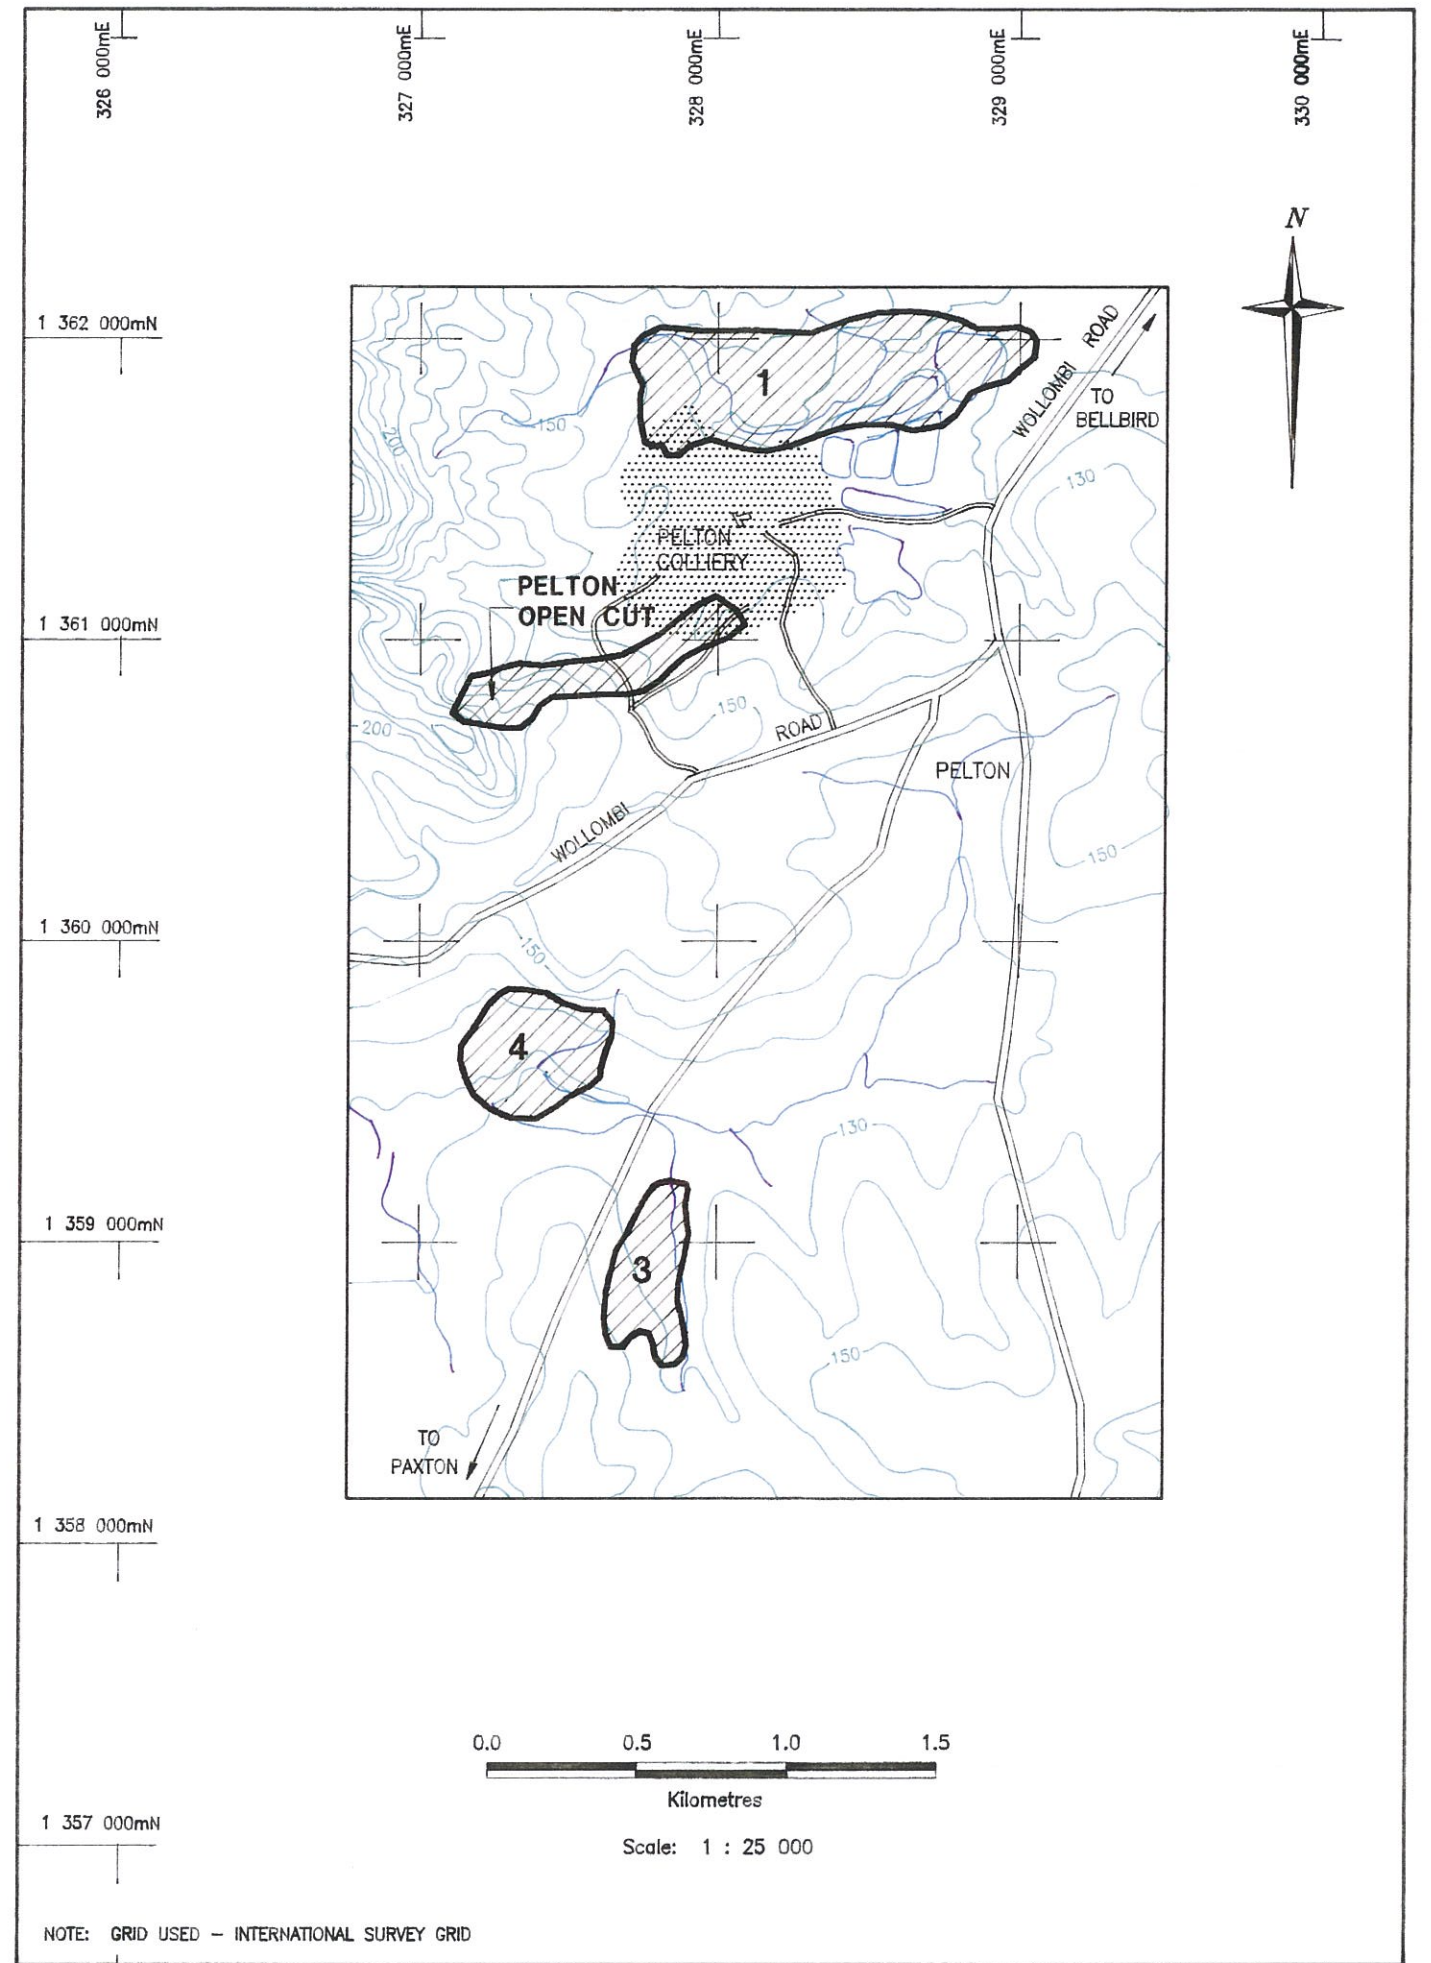 326 000mE
327 000mE
328 000mE
329 000mE
330 000mE
N
1 362 000mN
WOLLOMBI ROAD
1
TO
BELLBIRD
150
200
130
PELTON
COLLIERY
PELTON
OPEN CUT
1 361 000mN
150
200
ROAD
PELTON
WOLLOMBI
150
1 360 000mN
150
4
130
1 359 000mN
3
150
TO
PAXTON
1 358 000mN
0.0 0.5 1.0 1.5
Kilometres
Scale: 1 : 25 000
1 357 000mN
NOTE: GRID USED – INTERNATIONAL SURVEY GRID